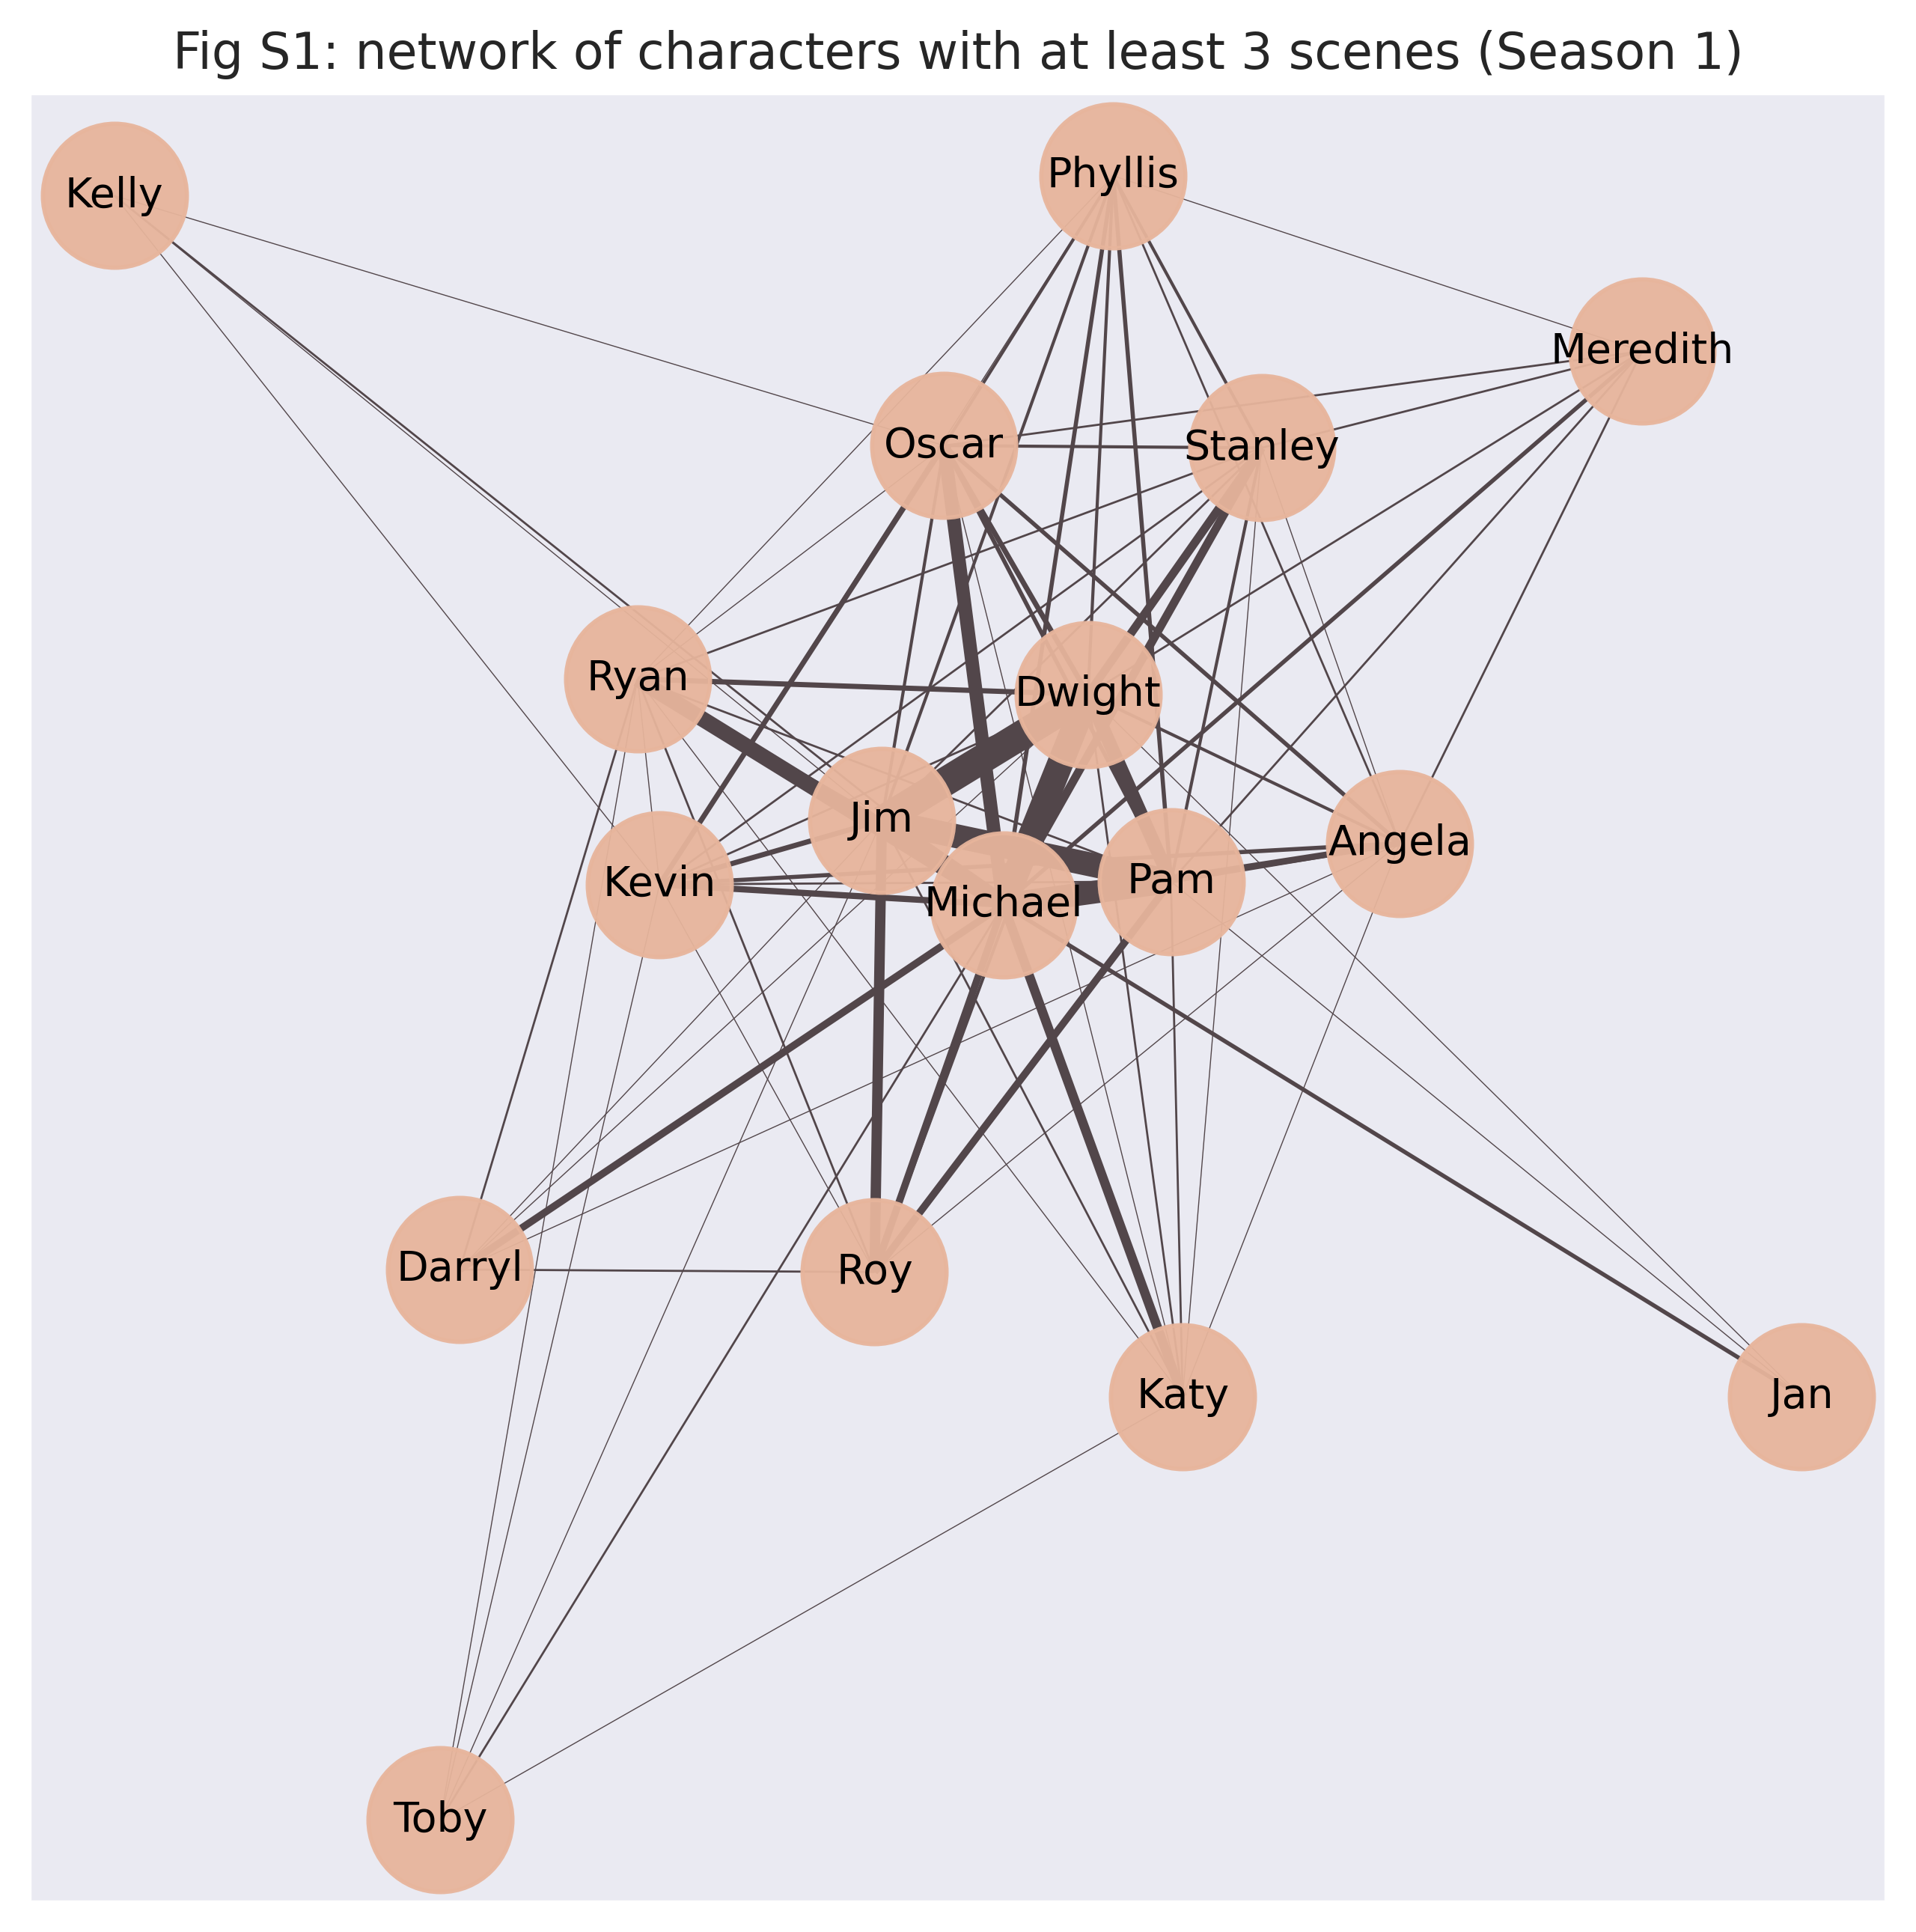 Fig S1: network of characters with at least 3 scenes (Season 1)
Phyllis
Kelly
Meredith
Oscar
Stanley
Ryan
Dwight
Jim
Angela
Kevin
Pam
Michael
Darryl
Roy
Katy
Jan
Toby